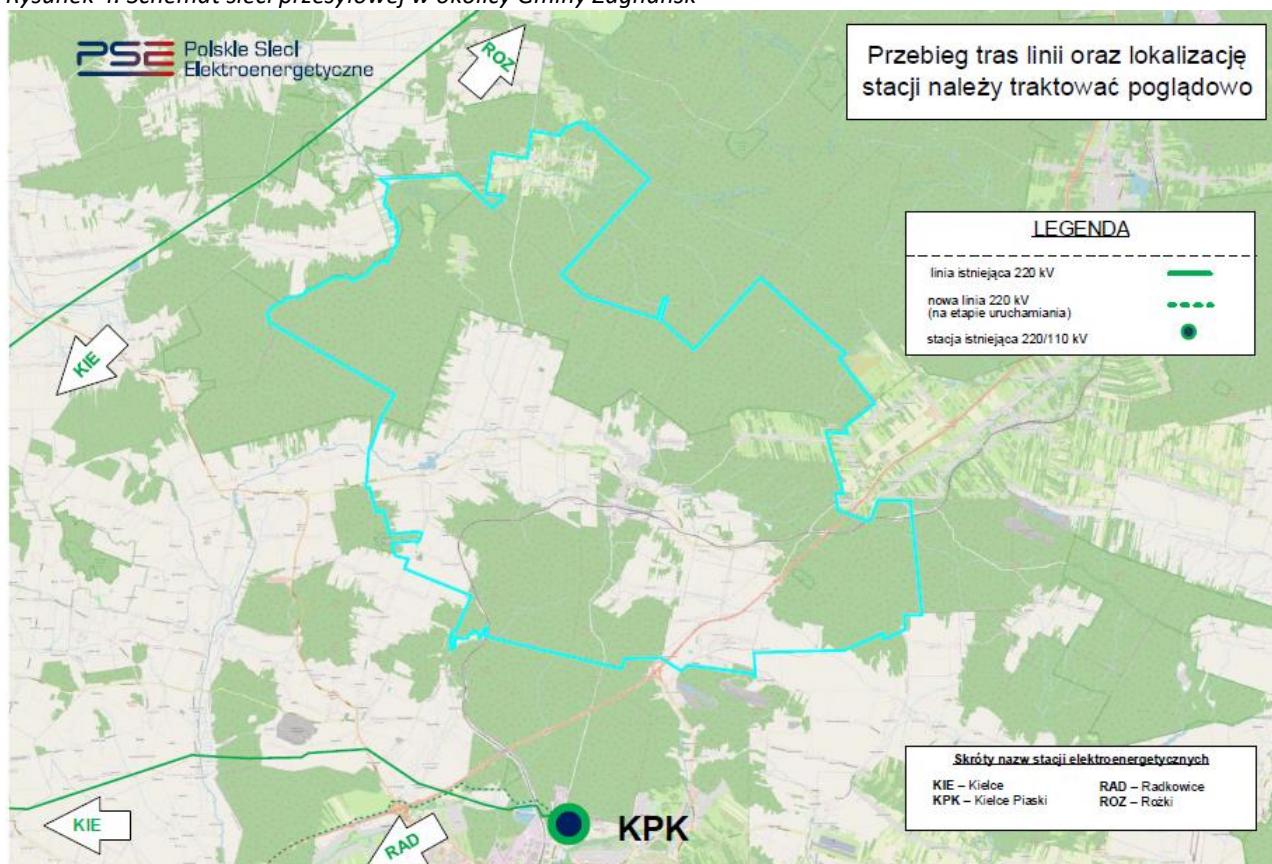 Rysunek 4. Schemat sieci przesyłowej w okolicy Gminy Zagnańsk
PSE Polskie Sieci
Elektroenergetyczne
ROZ
Przebieg tras linii oraz lokalizację
stacji należy traktować poglądowo
LEGENDA
linia istniejąca 220 kV
nowa linia 220 kV
(na etapie uruchamiania)
stacja istniejąca 220/110 kV
KIE
Skróty nazw stacji elektroenergetycznych
KIE – Kielce
RAD – Radkowice
KPK – Kielce Piaski
ROZ – Rożki
KIE
RAD
KPK